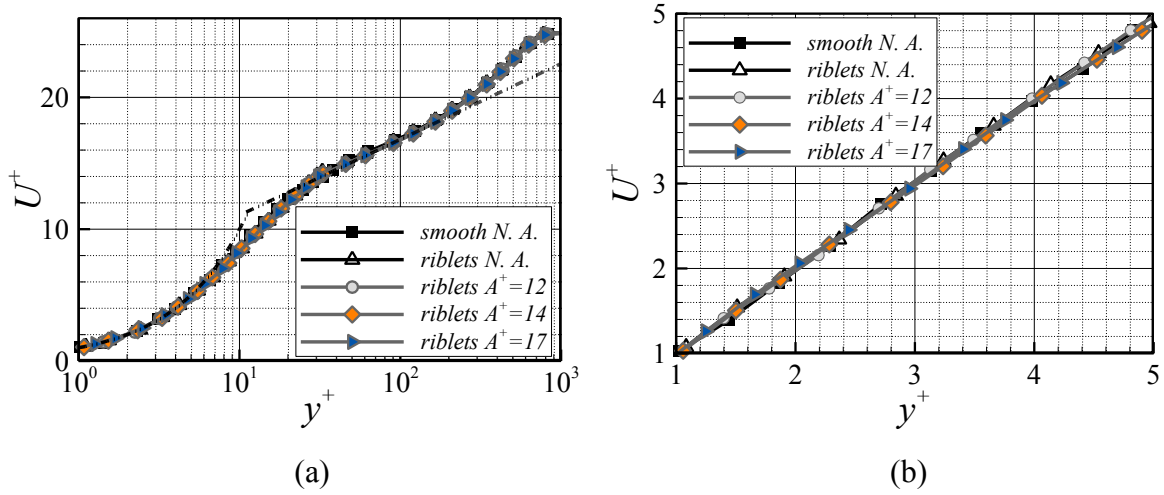 U⁺
20
10
0
smooth N. A.
riblets N. A.
riblets A⁺=12
riblets A⁺=14
riblets A⁺=17
10⁰ 10¹ 10² 10³
y⁺
(a)
U⁺
5
4
3
2
1
smooth N. A.
riblets N. A.
riblets A⁺=12
riblets A⁺=14
riblets A⁺=17
1 2 3 4 5
y⁺
(b)